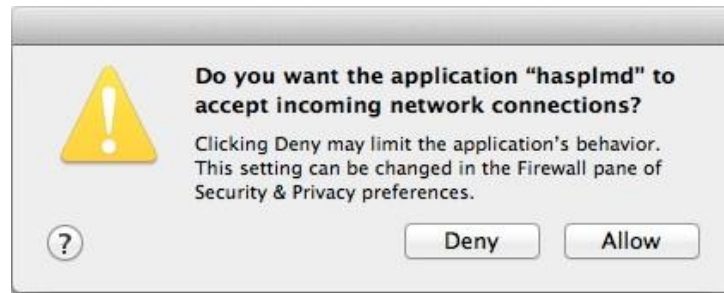 Do you want the application “hasplmd" to
accept incoming network connections?
Clicking Deny may limit the application's behavior.
This setting can be changed in the Firewall pane of
Security & Privacy preferences.
?
Deny
Allow